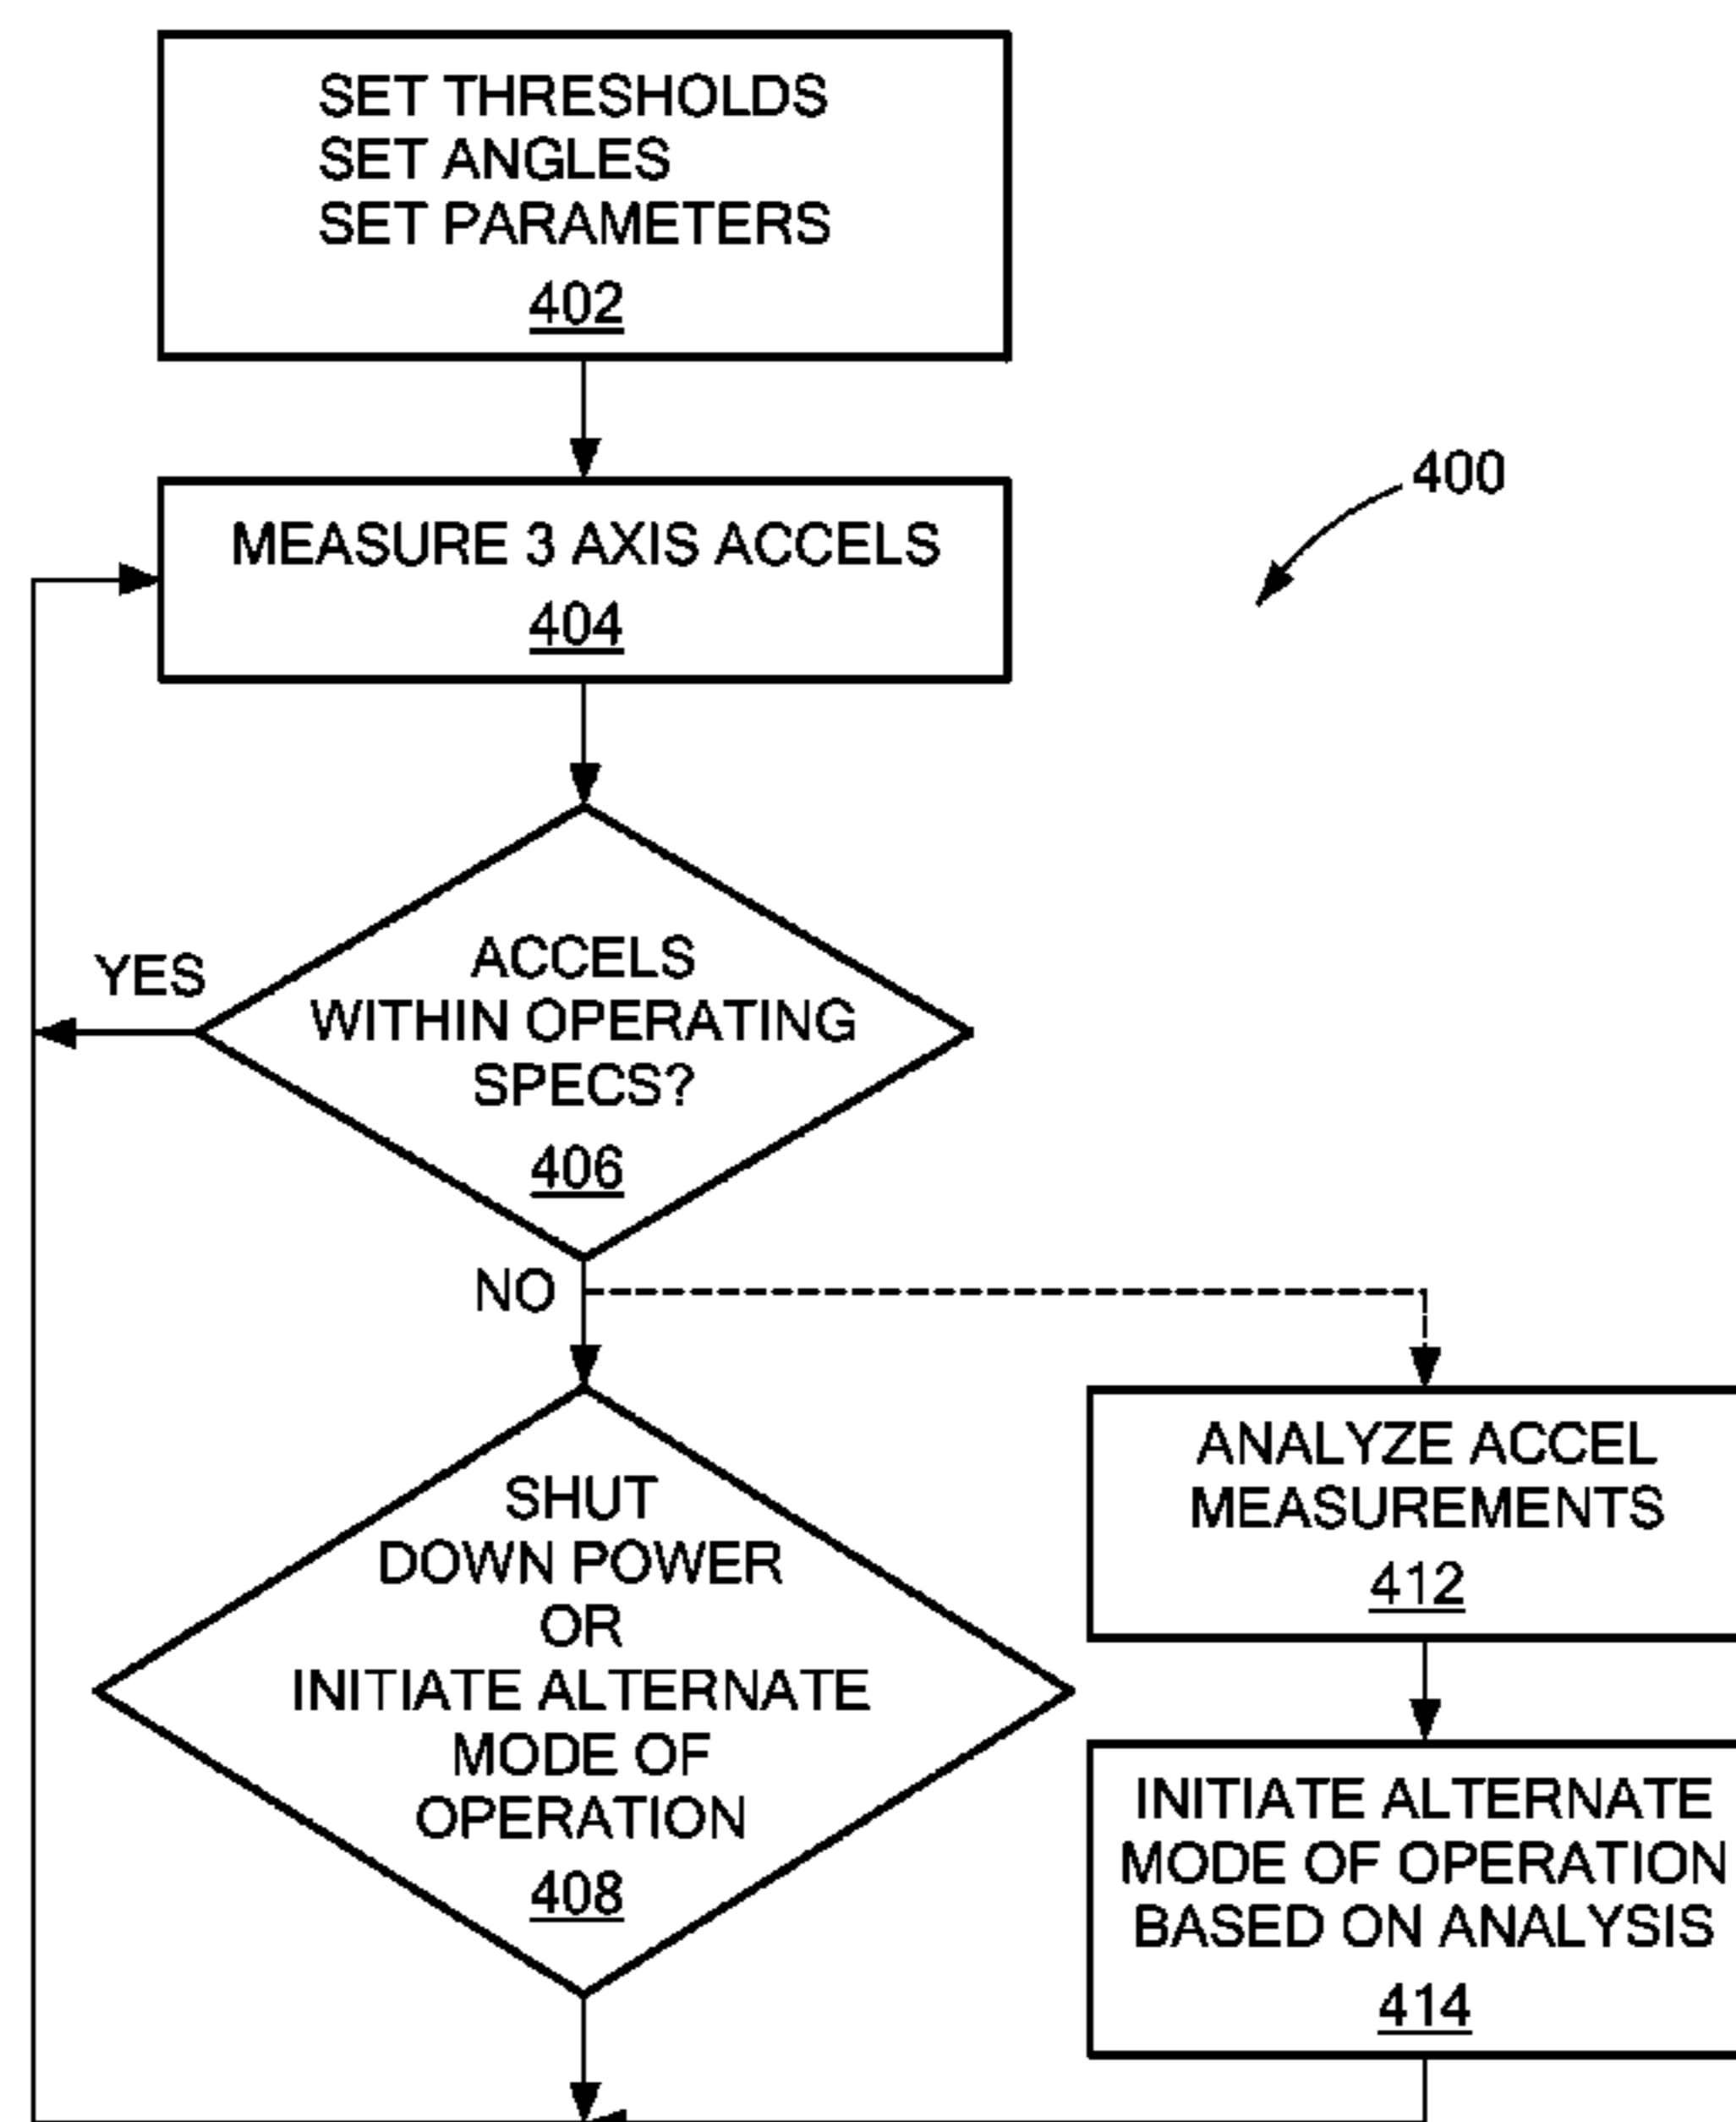 SET THRESHOLDS
SET ANGLES
SET PARAMETERS
402
400
MEASURE 3 AXIS ACCELS
404
YES
ACCELS
WITHIN OPERATING
SPECS?
406
NO
SHUT
DOWN POWER
OR
INITIATE ALTERNATE
MODE OF
OPERATION
408
ANALYZE ACCEL
MEASUREMENTS
412
INITIATE ALTERNATE
MODE OF OPERATION
BASED ON ANALYSIS
414